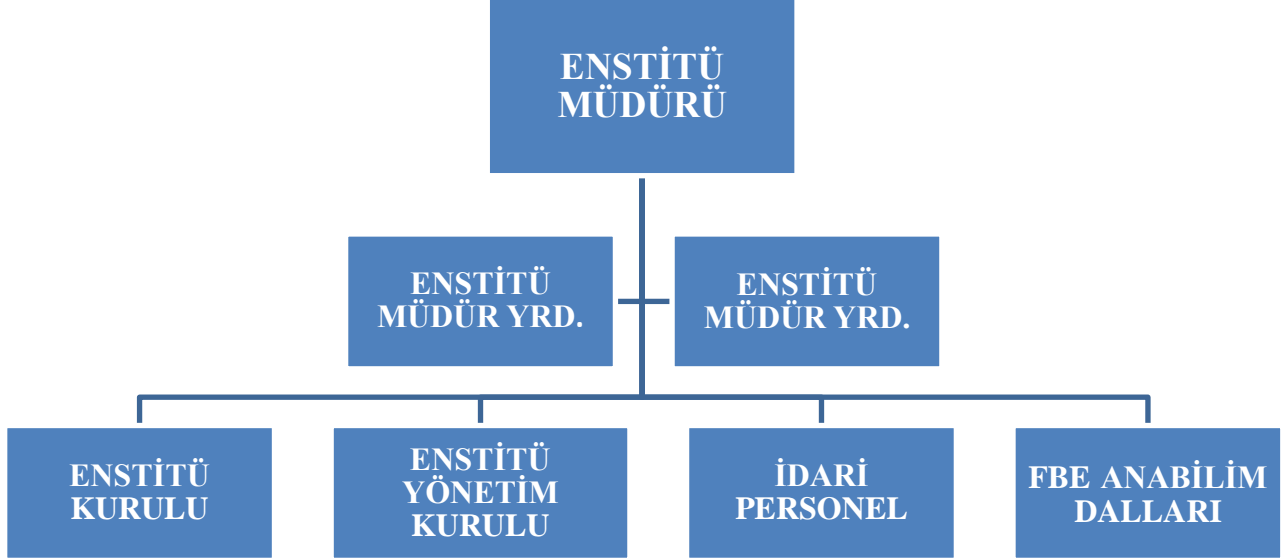 ENSTİTÜ
MÜDÜRÜ
ENSTİTÜ
MÜDÜR YRD.
ENSTİTÜ
MÜDÜR YRD.
ENSTİTÜ
KURULU
ENSTİTÜ
YÖNETİM
KURULU
İDARİ
PERSONEL
FBE ANABİLİM
DALLARI